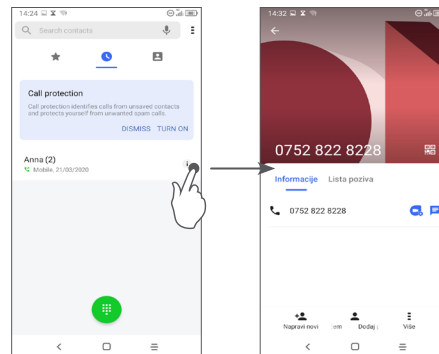 14:24
Search contacts
Call protection
Call protection identifies calls from unsaved contacts
and protects yourself from unwanted spam calls.
DISMISS TURN ON
Anna (2)
Mobile, 21/03/2020
14:32
0752 822 8228
Informacije Lista poziva
0752 822 8228
Napravi novi Dodaj Više